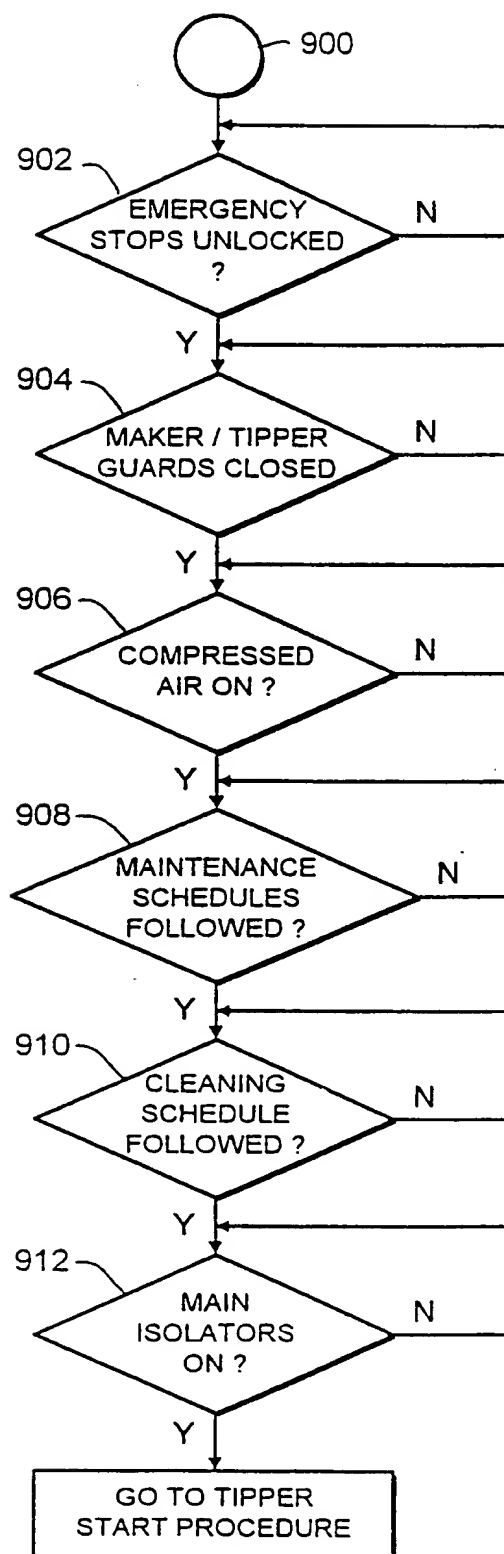 900
902
EMERGENCY
STOPS UNLOCKED
?
N
Y
904
MAKER / TIPPER
GUARDS CLOSED
N
Y
906
COMPRESSED
AIR ON ?
N
Y
908
MAINTENANCE
SCHEDULES
FOLLOWED ?
N
Y
910
CLEANING
SCHEDULE
FOLLOWED ?
N
Y
912
MAIN
ISOLATORS
ON ?
N
Y
GO TO TIPPER
START PROCEDURE